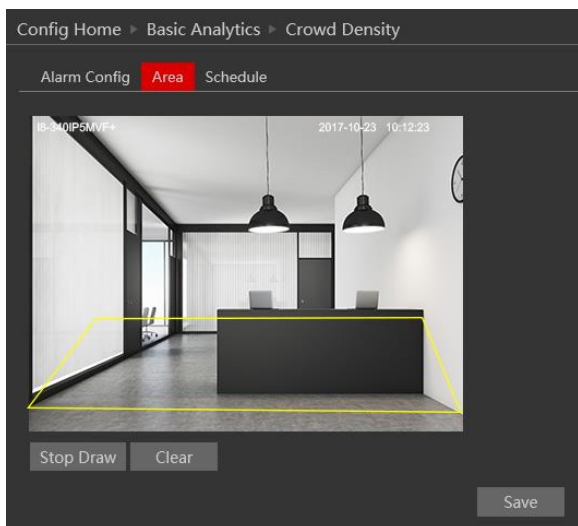 Config Home ▸ Basic Analytics ▸ Crowd Density
Alarm Config Area Schedule
I8-340IP5MVF+ 2017-10-23 10:12:23
Stop Draw Clear
Save